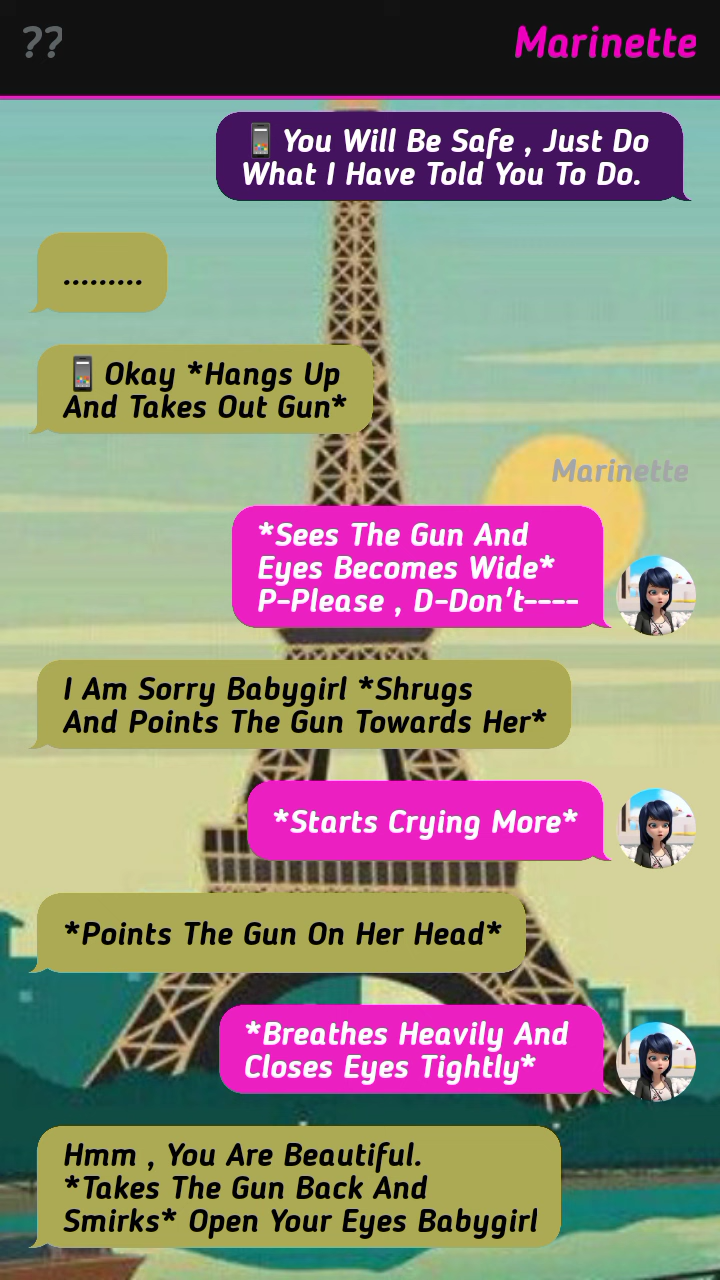 ??
Marinette
📱 You Will Be Safe , Just Do
What I Have Told You To Do.
.........
📱 Okay *Hangs Up
And Takes Out Gun*
Marinette
*Sees The Gun And
Eyes Becomes Wide*
P-Please , D-Don't----
I Am Sorry Babygirl *Shrugs
And Points The Gun Towards Her*
*Starts Crying More*
*Points The Gun On Her Head*
*Breathes Heavily And
Closes Eyes Tightly*
Hmm , You Are Beautiful.
*Takes The Gun Back And
Smirks* Open Your Eyes Babygirl